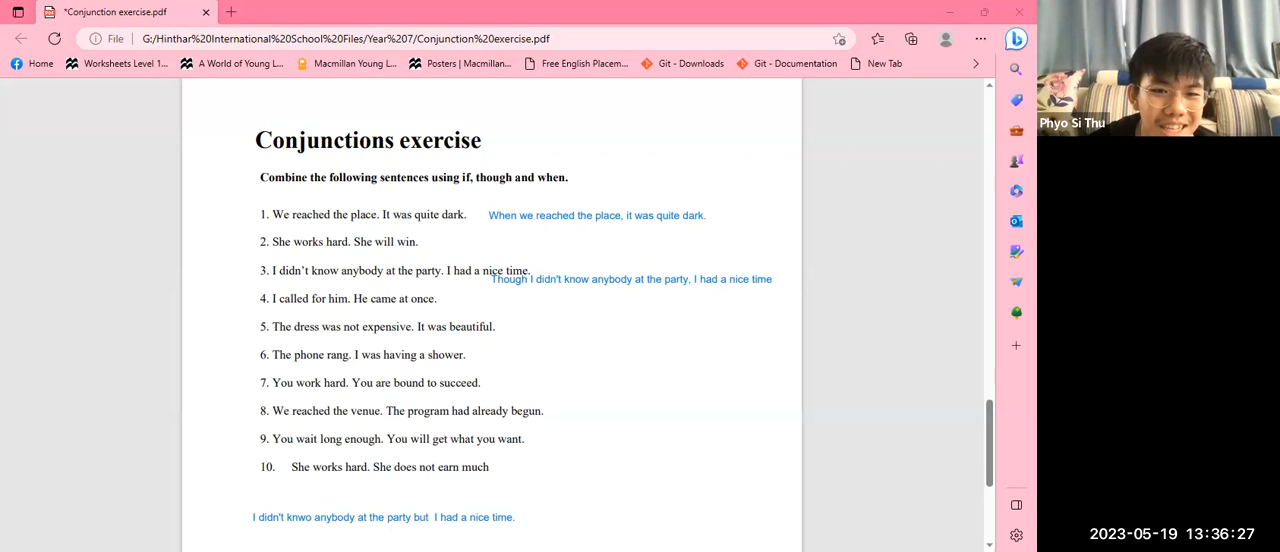 *Conjunction exercise.pdf
File G:/Hinthar%20International%20School%20Files/Year%207/Conjunction%20exercise.pdf
Home Worksheets Level 1... A World of Young L... Macmillan Young L... Posters | Macmillan... Free English Placem... Git - Downloads Git - Documentation New Tab
Phyo Si Thu
Conjunctions exercise
Combine the following sentences using if, though and when.
1. We reached the place. It was quite dark. When we reached the place, it was quite dark.
2. She works hard. She will win.
3. I didn't know anybody at the party. I had a nice time.
Though I didn't know anybody at the party, I had a nice time
4. I called for him. He came at once.
5. The dress was not expensive. It was beautiful.
6. The phone rang. I was having a shower.
7. You work hard. You are bound to succeed.
8. We reached the venue. The program had already begun.
9. You wait long enough. You will get what you want.
10. She works hard. She does not earn much
I didn't knwo anybody at the party but I had a nice time.
2023-05-19 13:36:27